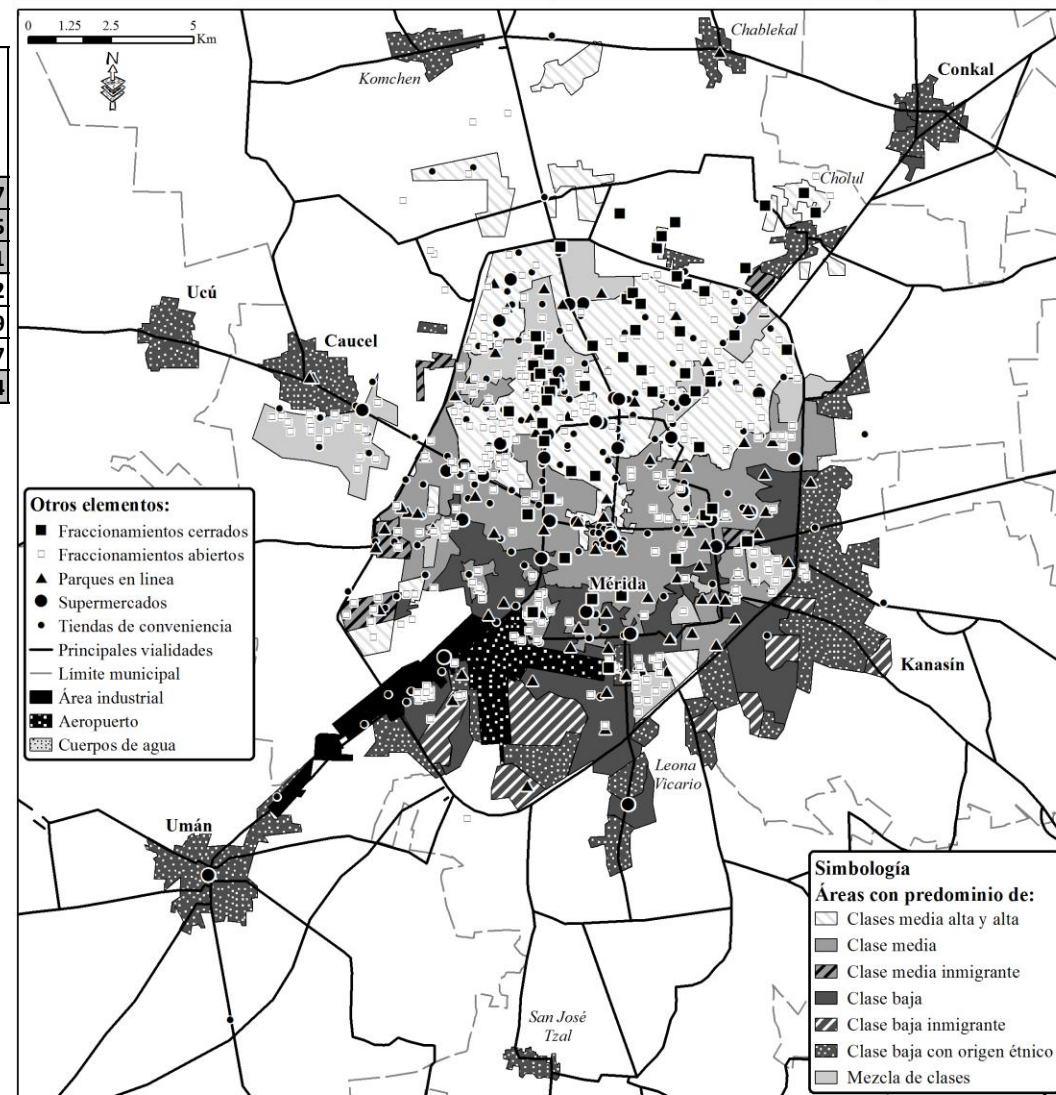 0 1.25 2.5 5
Km
N
Chablekal
Komchen
Conkal
Cholul
Ucú
Caucel
Mérida
Kanasín
Leona
Vicario
Umán
San José
Tzal
Otros elementos:
Fraccionamientos cerrados
Fraccionamientos abiertos
Parques en linea
Supermercados
Tiendas de conveniencia
Principales vialidades
Límite municipal
Área industrial
Aeropuerto
Cuerpos de agua
Simbología
Áreas con predominio de:
Clases media alta y alta
Clase media
Clase media inmigrante
Clase baja
Clase baja inmigrante
Clase baja con origen étnico
Mezcla de clases